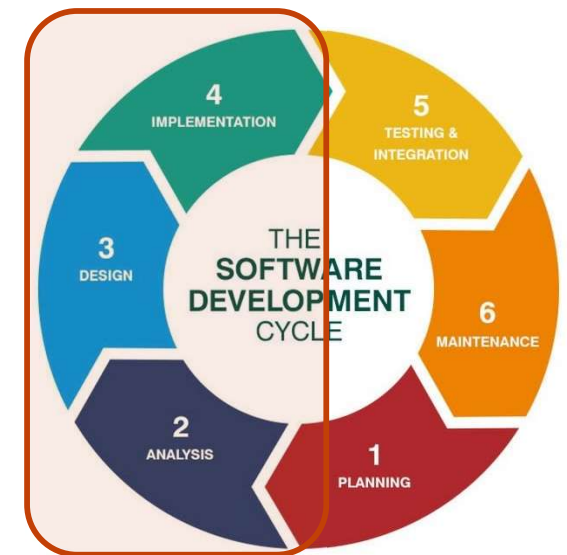 4
IMPLEMENTATION
5
TESTING &
INTEGRATION
3
DESIGN
THE
SOFTWARE
DEVELOPMENT
CYCLE
6
MAINTENANCE
2
ANALYSIS
1
PLANNING